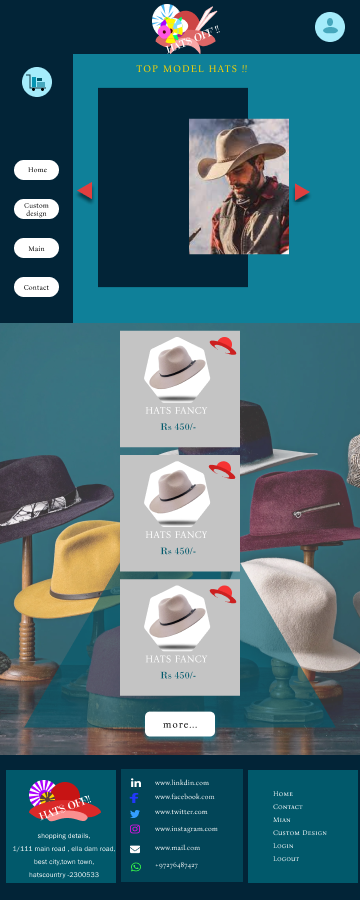 HATS OFF !!
TOP MODEL HATS !!
Home
Custom
design
Main
Contact
HATS FANCY
Rs 450/-
HATS FANCY
Rs 450/-
HATS FANCY
Rs 450/-
more...
HATS OFF !!
shopping details,
1/111 main road , ella dam road,
best city,town town,
hatscountry -2300533
www.linkdin.com
www.facebook.com
www.twitter.com
www.instagram.com
www.mail.com
+97276487427
Home
Contact
Mian
Custom Design
Login
Logout